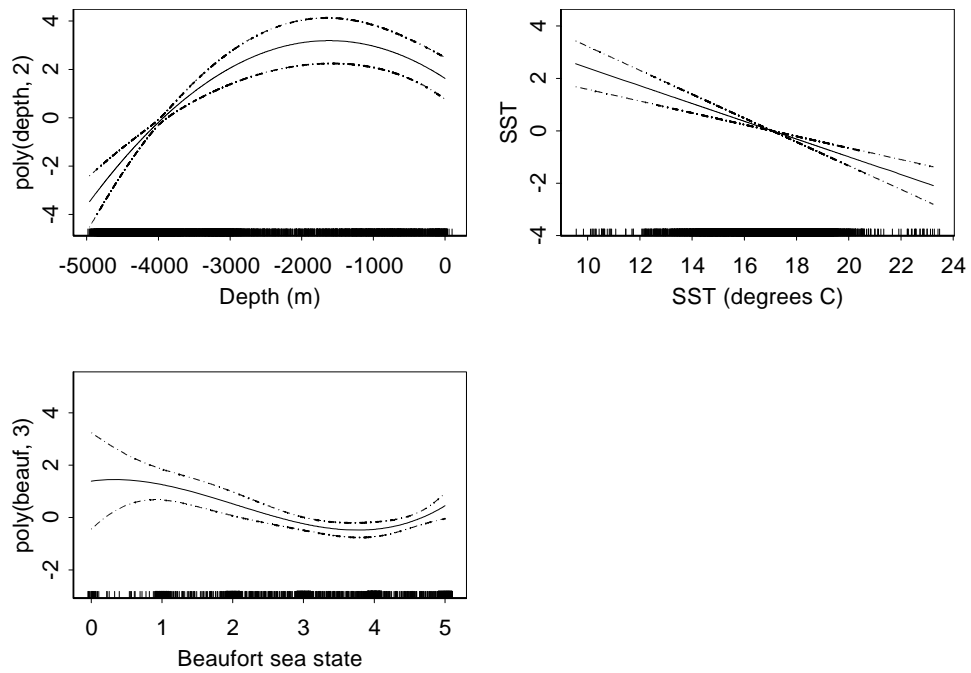 poly(depth, 2)
4
2
0
-2
-4
-5000 -4000 -3000 -2000 -1000 0
Depth (m)
SST
4
2
0
-2
-4
10 12 14 16 18 20 22 24
SST (degrees C)
poly(beauf, 3)
4
2
0
-2
0 1 2 3 4 5
Beaufort sea state